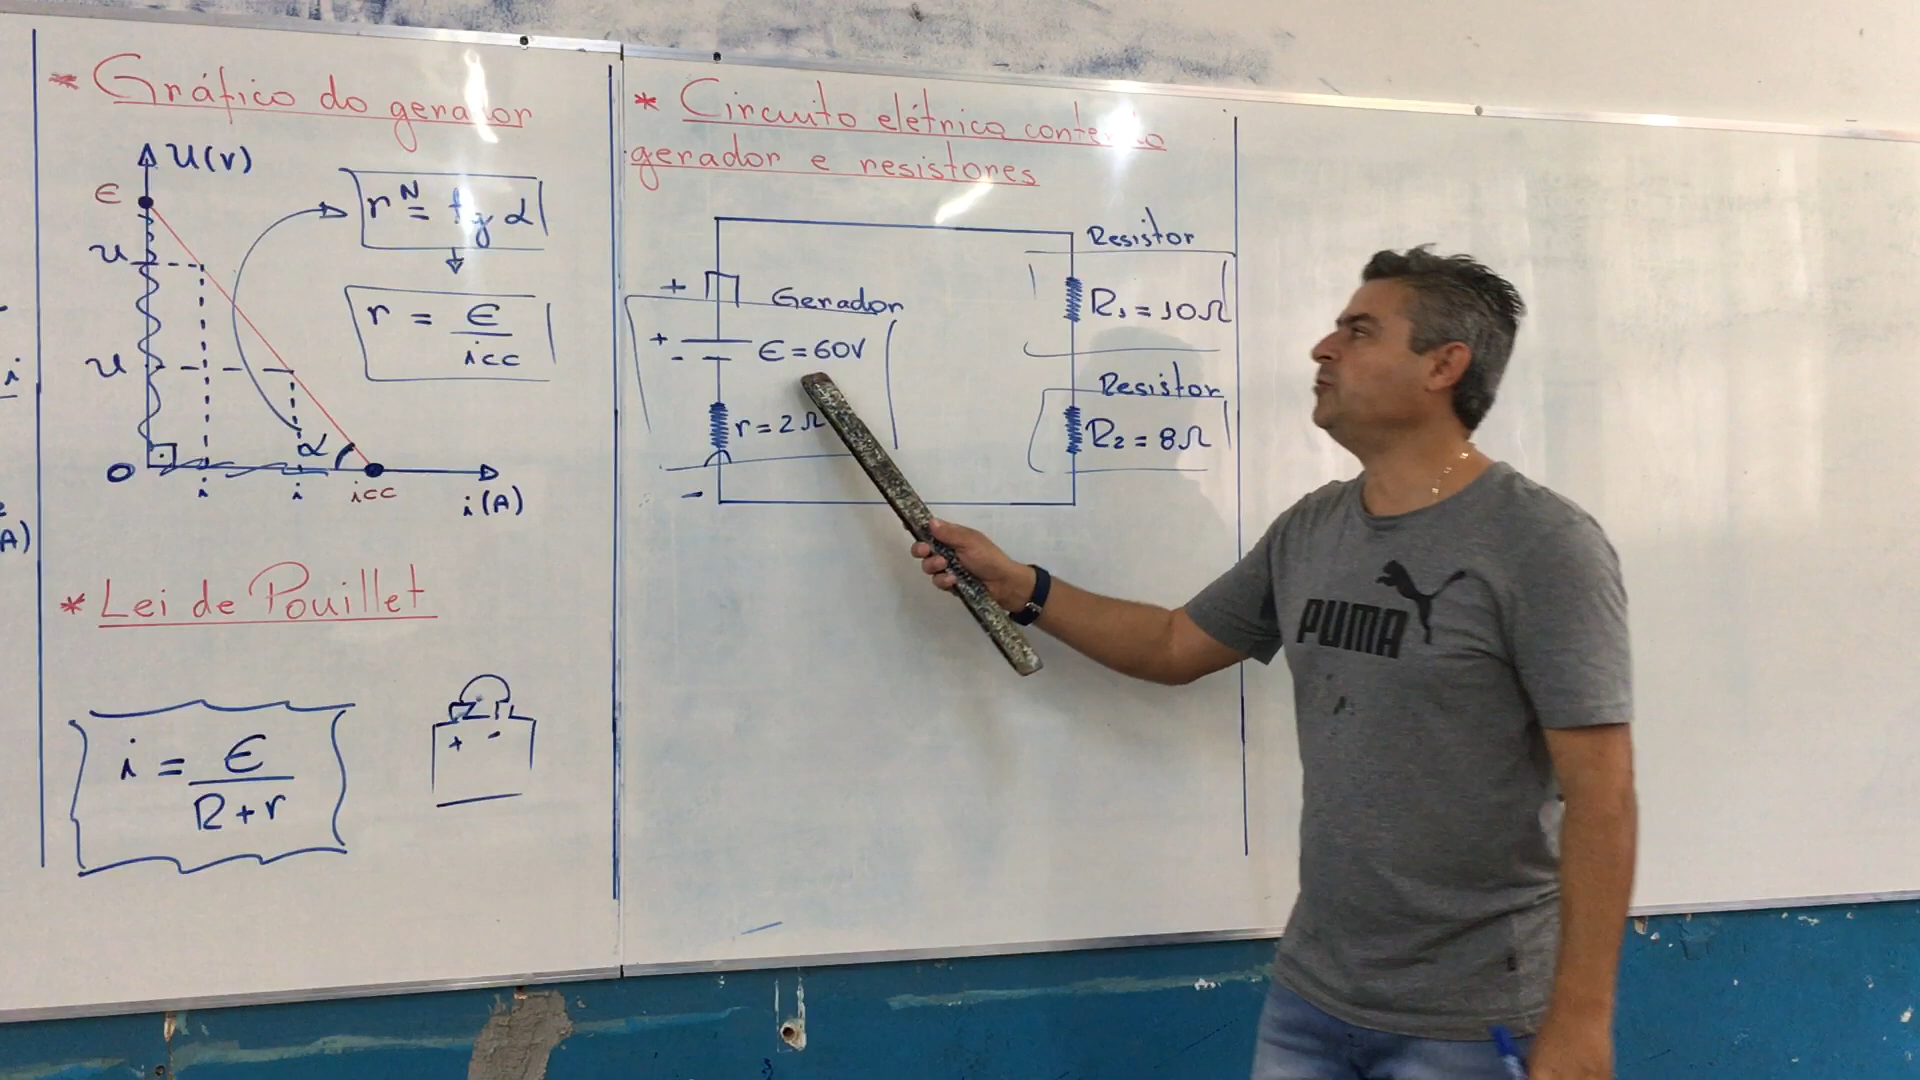 * Gráfico do gerador
U(V)
ε
u
u
r N= tg α
r = ε / icc
α
O
i
i
icc
i(A)
* Lei de Pouillet
i = ε / R + r
+ -
i
A)
* Circuito elétrico contendo
gerador e resistores
+
Gerador
+
-
ε = 60V
r = 2Ω
-
Resistor
R₁ = 10Ω
Resistor
R₂ = 8Ω
PUMA